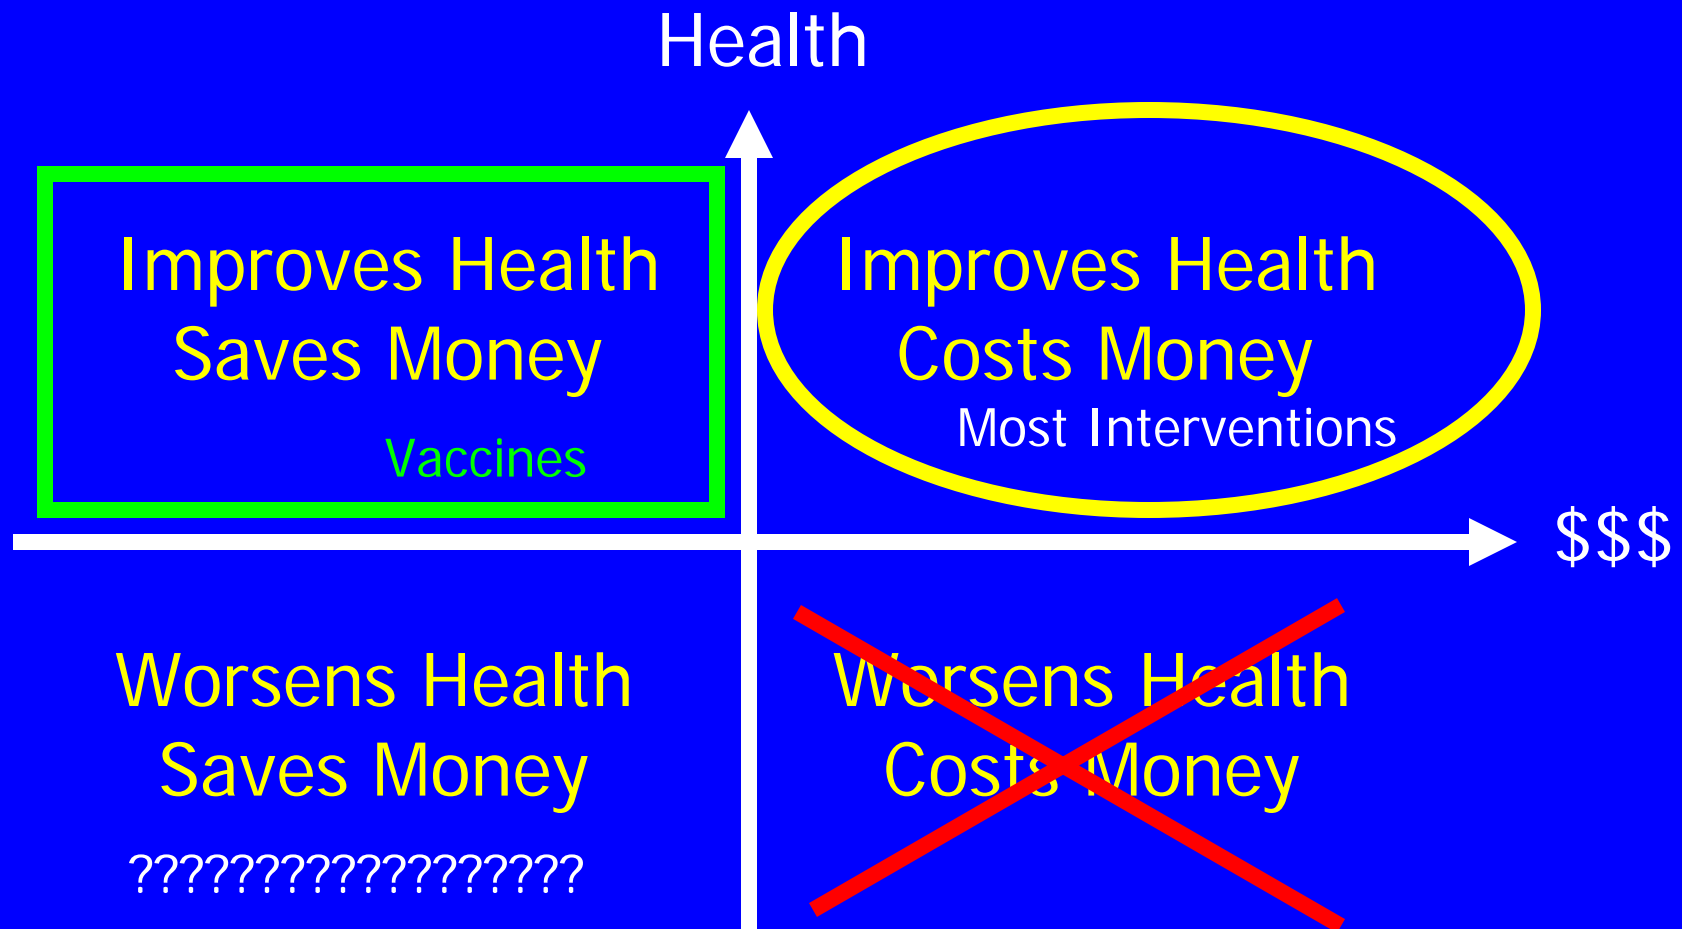 Health
Improves Health
Saves Money
Vaccines
Improves Health
Costs Money
Most Interventions
$$$
Worsens Health
Saves Money
??????????????????
Worsens Health
Costs Money